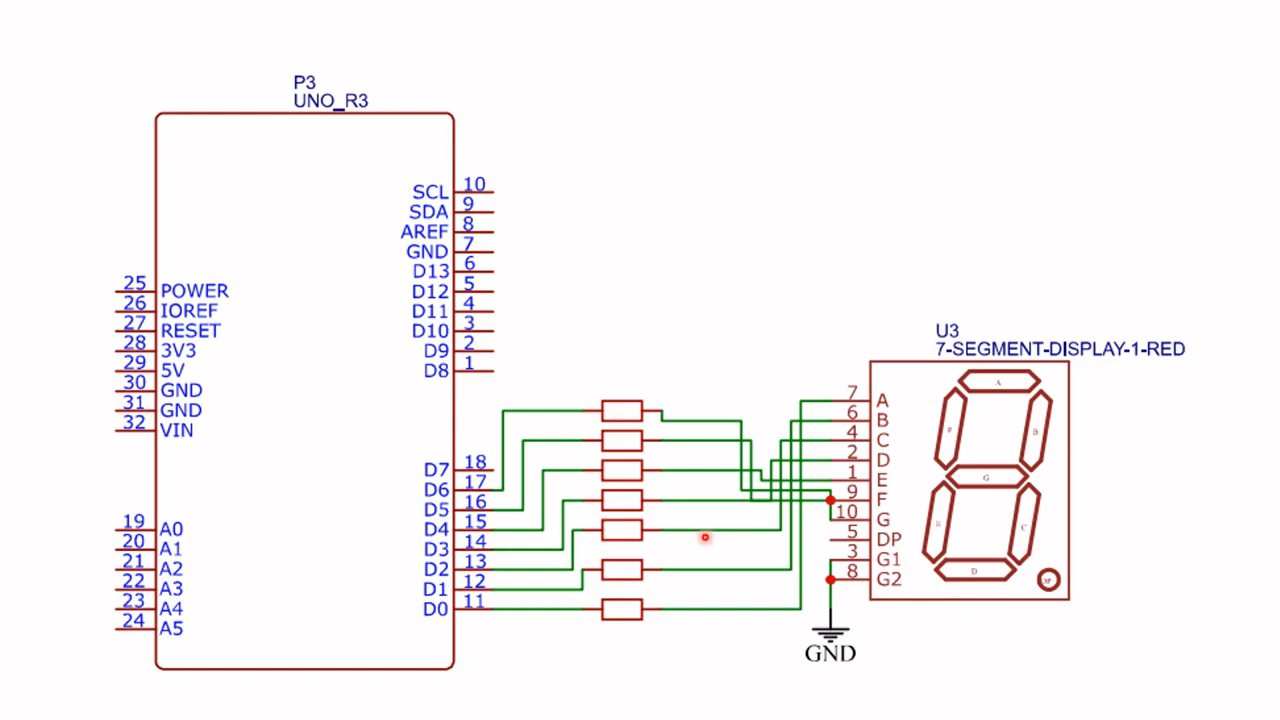 P3
UNO_R3
SCL 10
SDA 9
AREF 8
GND 7
D13 6
D12 5
D11 4
D10 3
D9 2
D8 1
25 POWER
26 IOREF
27 RESET
28 3V3
29 5V
30 GND
31 GND
32 VIN
D7 18
D6 17
D5 16
D4 15
D3 14
D2 13
D1 12
D0 11
19 A0
20 A1
21 A2
22 A3
23 A4
24 A5
U3
7-SEGMENT-DISPLAY-1-RED
7 A
6 B
4 C
2 D
1 E
9 F
10 G
5 DP
3 G1
8 G2
A
F
B
G
E
C
D
GND